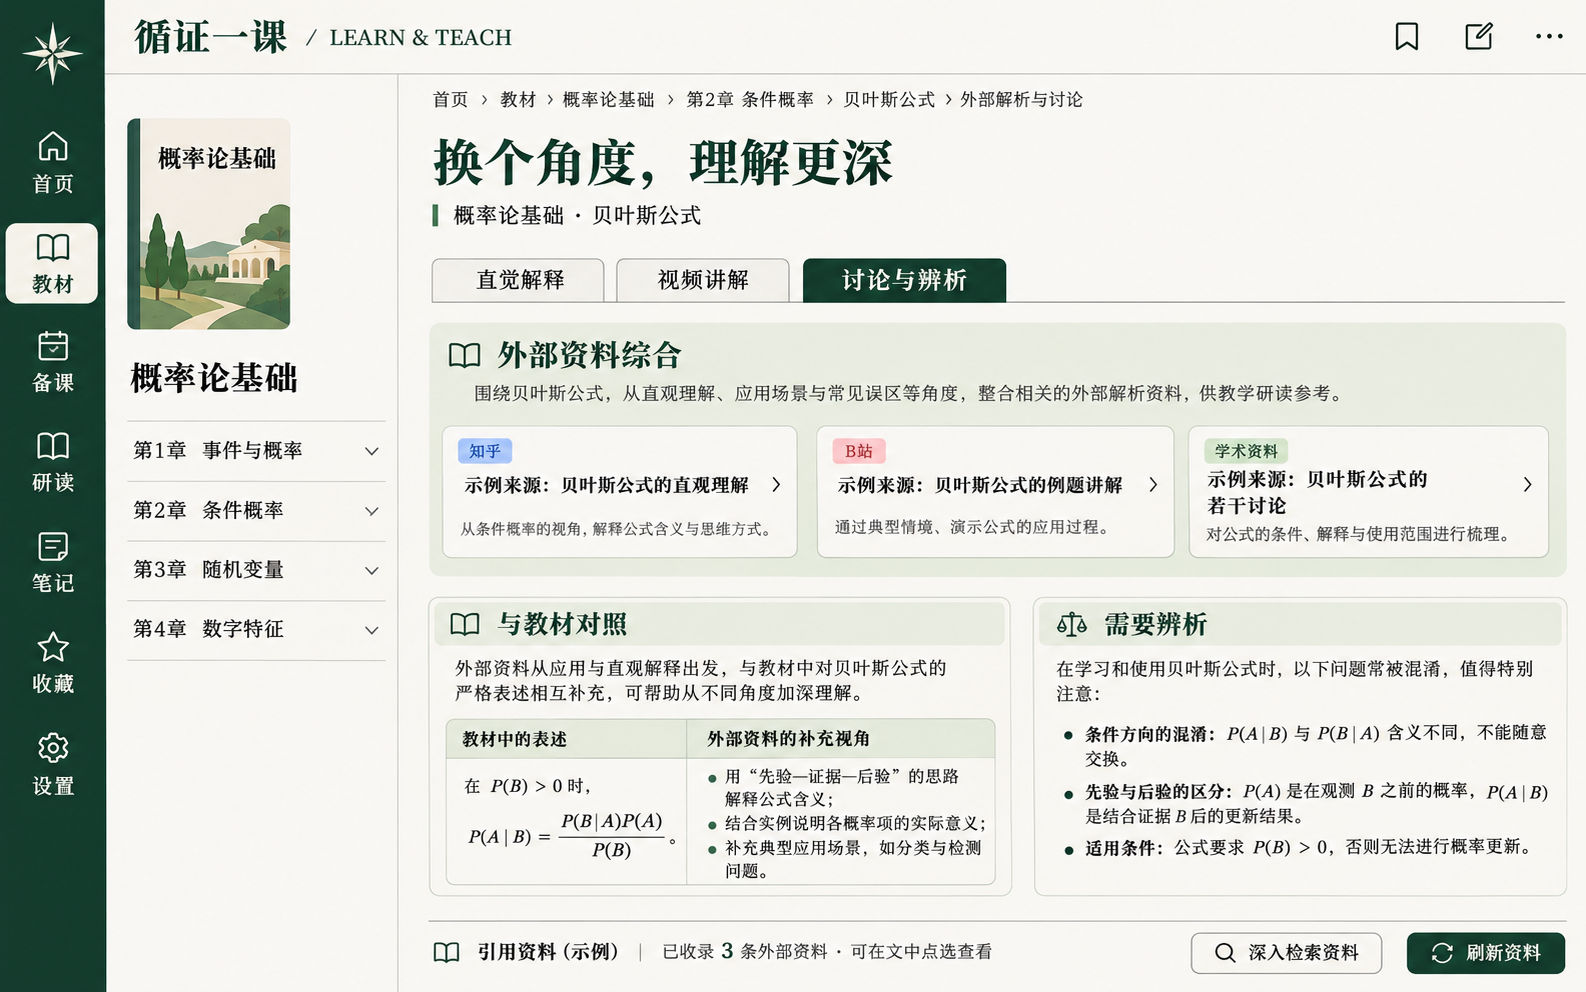 循证一课 / LEARN & TEACH
首页
教材
备课
研读
笔记
收藏
设置
概率论基础
概率论基础
第1章 事件与概率
第2章 条件概率
第3章 随机变量
第4章 数字特征
首页 › 教材 › 概率论基础 › 第2章 条件概率 › 贝叶斯公式 › 外部解析与讨论
换个角度，理解更深
概率论基础 · 贝叶斯公式
直觉解释
视频讲解
讨论与辨析
外部资料综合
围绕贝叶斯公式，从直观理解、应用场景与常见误区等角度，整合相关的外部解析资料，供教学研读参考。
知乎
示例来源：贝叶斯公式的直观理解
从条件概率的视角，解释公式含义与思维方式。
B站
示例来源：贝叶斯公式的例题讲解
通过典型情境、演示公式的应用过程。
学术资料
示例来源：贝叶斯公式的
若干讨论
对公式的条件、解释与使用范围进行梳理。
与教材对照
外部资料从应用与直观解释出发，与教材中对贝叶斯公式的
严格表述相互补充，可帮助从不同角度加深理解。
教材中的表述
在 P(B) > 0 时，
P(A | B) = P(B | A)P(A) / P(B) 。
外部资料的补充视角
• 用“先验—证据—后验”的思路
解释公式含义；
• 结合实例说明各概率项的实际意义；
• 补充典型应用场景，如分类与检测
问题。
需要辨析
在学习和使用贝叶斯公式时，以下问题常被混淆，值得特别
注意：
• 条件方向的混淆：P(A | B) 与 P(B | A) 含义不同，不能随意
交换。
• 先验与后验的区分：P(A) 是在观测 B 之前的概率，P(A | B)
是结合证据 B 后的更新结果。
• 适用条件：公式要求 P(B) > 0，否则无法进行概率更新。
引用资料（示例） | 已收录 3 条外部资料 · 可在文中点选查看
深入检索资料
刷新资料